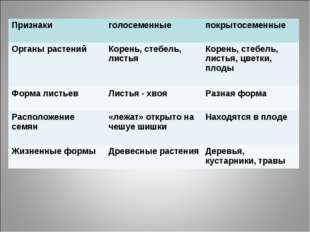 Признаки голосеменные покрытосеменные
Органы растений Корень, стебель, листья Корень, стебель, листья, цветки, плоды
Форма листьев Листья - хвоя Разная форма
Расположение семян «лежат» открыто на чешуе шишки Находятся в плоде
Жизненные формы Древесные растения Деревья, кустарники, травы